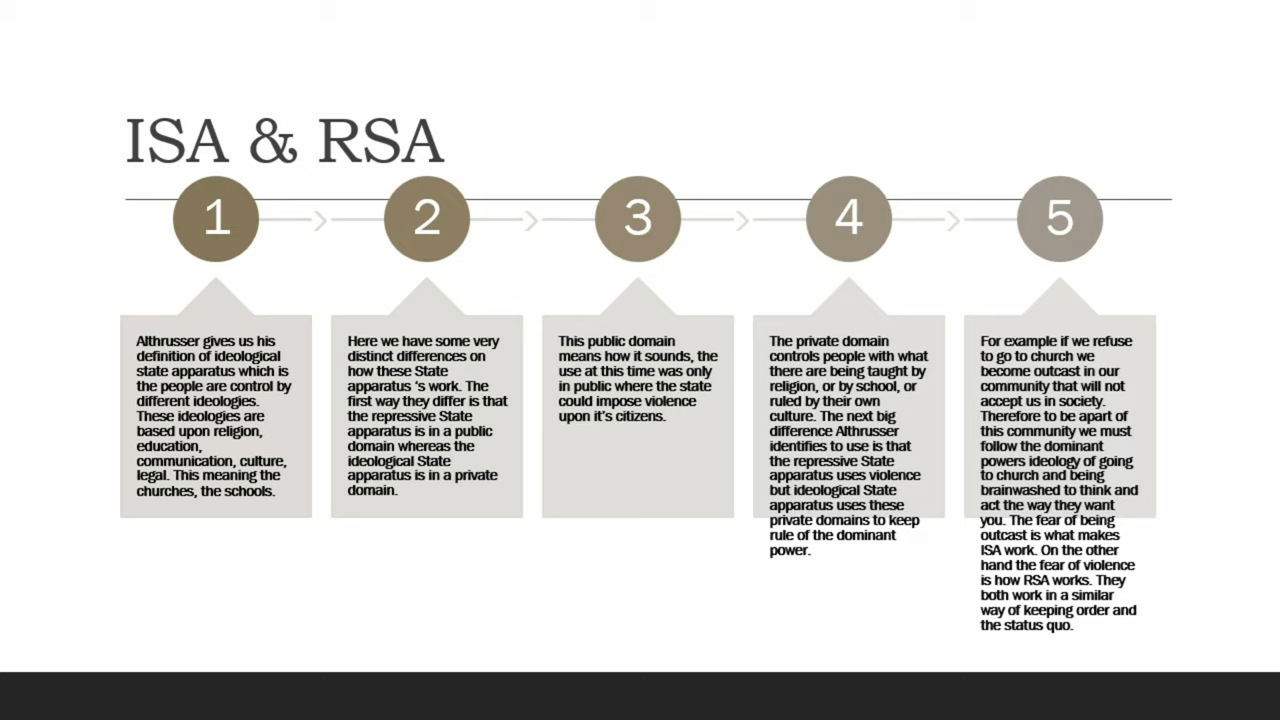 ISA & RSA
1
2
3
4
5
Althrusser gives us his
definition of ideological
state apparatus which is
the people are control by
different ideologies.
These ideologies are
based upon religion,
education,
communication, culture,
legal. This meaning the
churches, the schools.
Here we have some very
distinct differences on
how these State
apparatus ‘s work. The
first way they differ is that
the repressive State
apparatus is in a public
domain whereas the
ideological State
apparatus is in a private
domain.
This public domain
means how it sounds, the
use at this time was only
in public where the state
could impose violence
upon it’s citizens.
The private domain
controls people with what
there are being taught by
religion, or by school, or
ruled by their own
culture. The next big
difference Althrusser
identifies to use is that
the repressive State
apparatus uses violence
but ideological State
apparatus uses these
private domains to keep
rule of the dominant
power.
For example if we refuse
to go to church we
become outcast in our
community that will not
accept us in society.
Therefore to be apart of
this community we must
follow the dominant
powers ideology of going
to church and being
brainwashed to think and
act the way they want
you. The fear of being
outcast is what makes
ISA work. On the other
hand the fear of violence
is how RSA works. They
both work in a similar
way of keeping order and
the status quo.